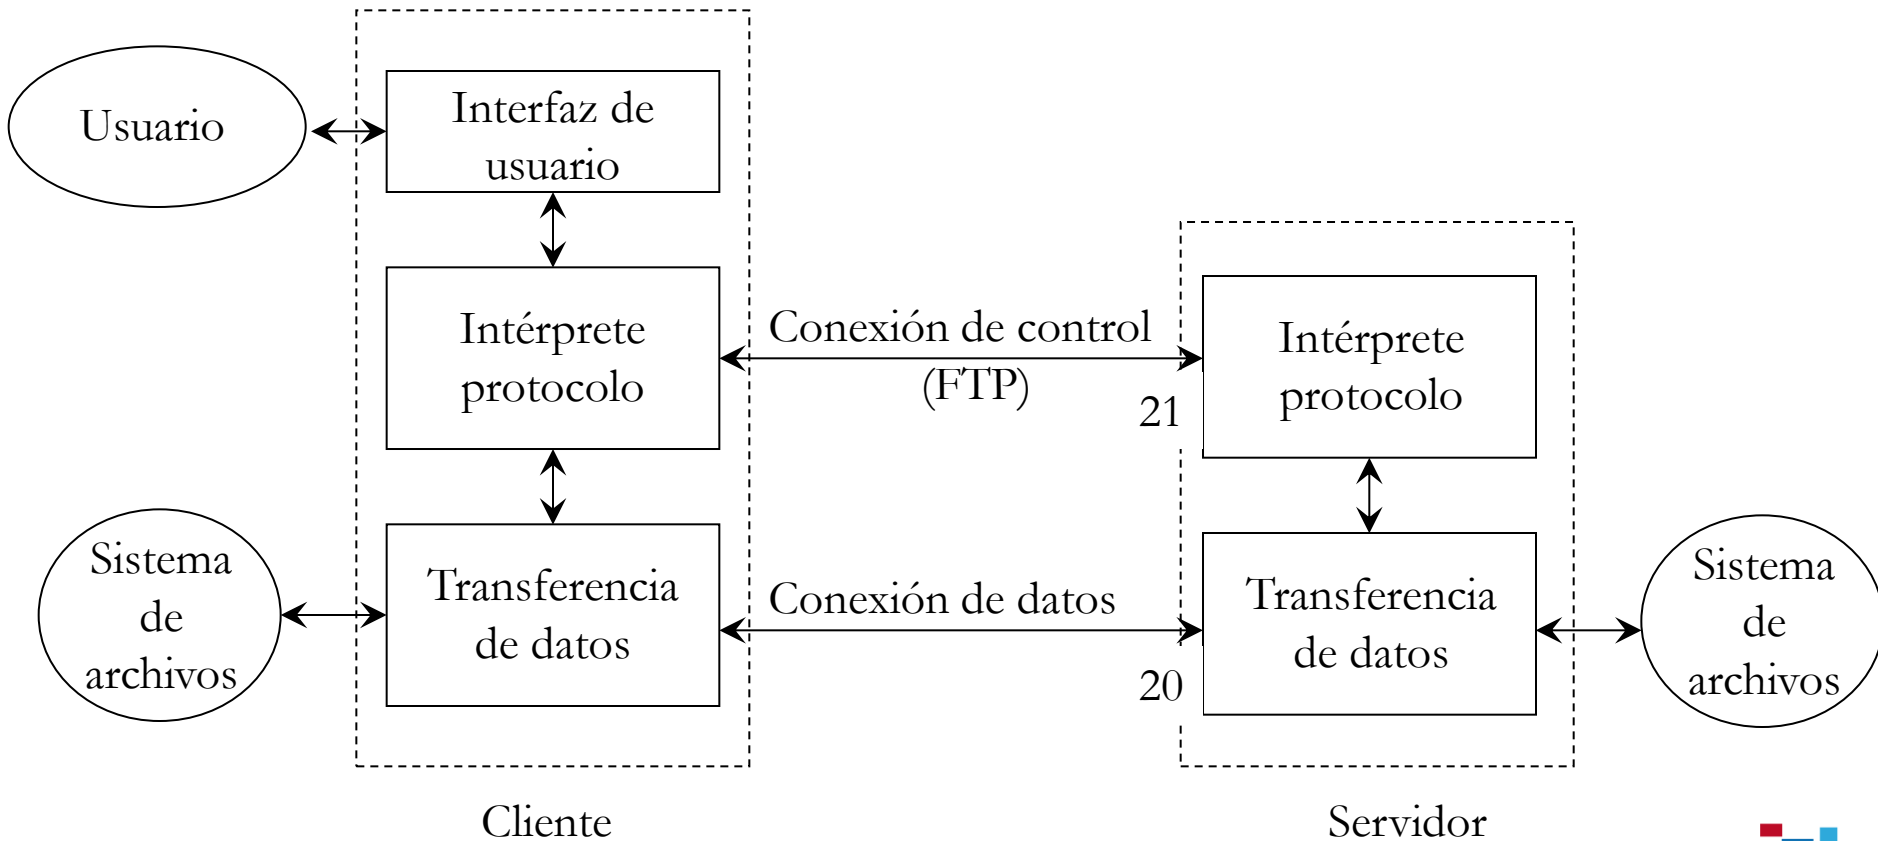 Usuario
Interfaz de
usuario
Intérprete
protocolo
Conexión de control
(FTP)
21
Intérprete
protocolo
Sistema
de
archivos
Transferencia
de datos
Conexión de datos
20
Transferencia
de datos
Sistema
de
archivos
Cliente
Servidor